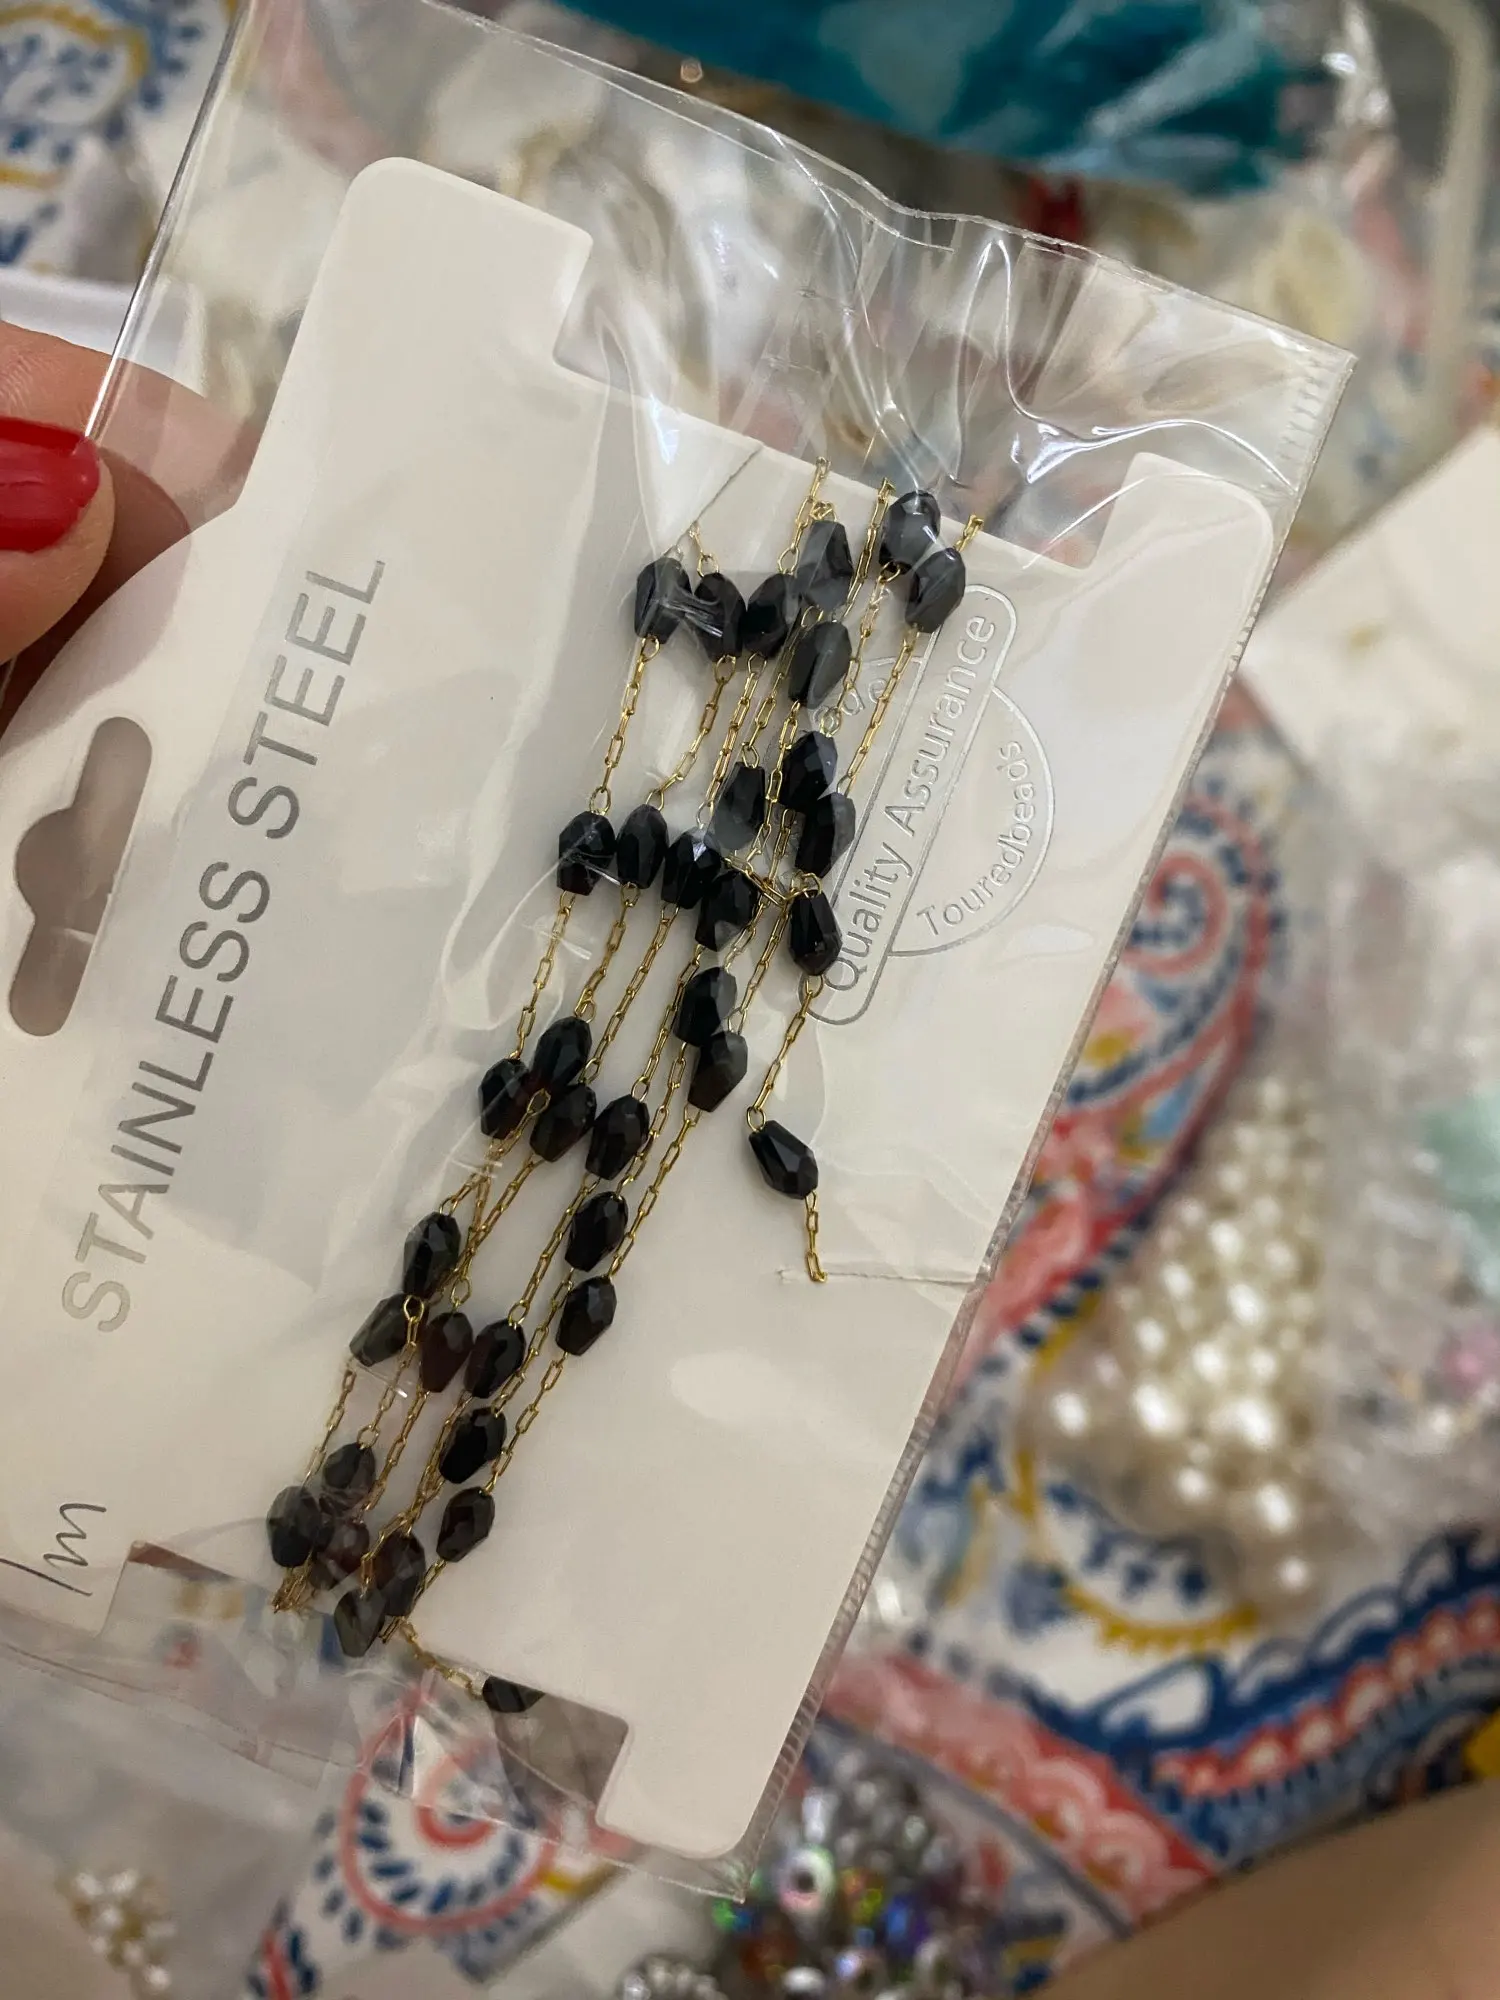 STAINLESS STEEL
Quality Assurance
Touredbeads
1m